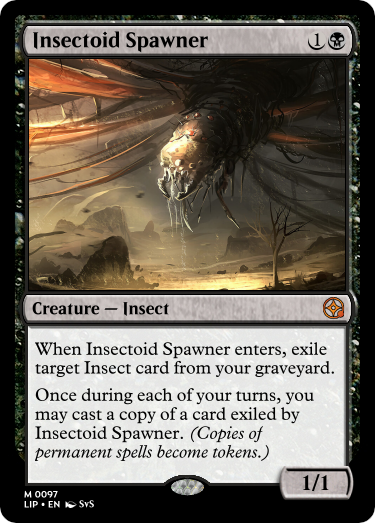 Insectoid Spawner 1
Creature — Insect
When Insectoid Spawner enters, exile
target Insect card from your graveyard.
Once during each of your turns, you
may cast a copy of a card exiled by
Insectoid Spawner. (Copies of
permanent spells become tokens.)
1/1
M 0097
LIP • EN SvS